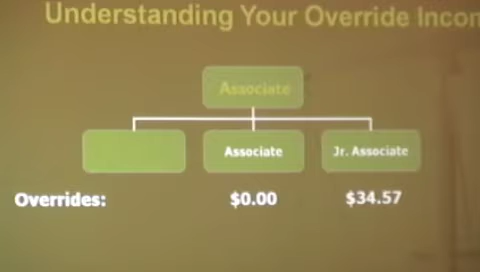 Understanding Your Override Incom
Associate
Associate Jr. Associate
Overrides: $0.00 $34.57